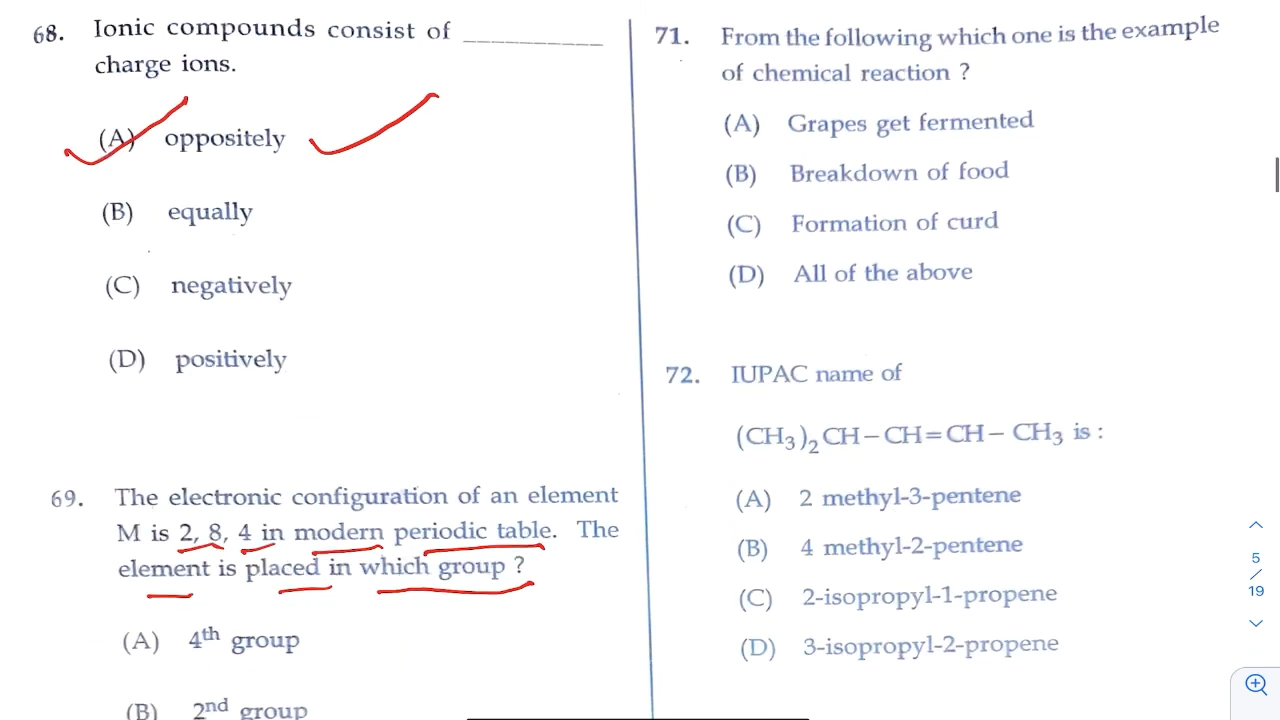 68. Ionic compounds consist of __________
charge ions.
(A) oppositely
(B) equally
(C) negatively
(D) positively
69. The electronic configuration of an element
M is 2, 8, 4 in modern periodic table. The
element is placed in which group ?
(A) 4th group
(B) 2nd group
71. From the following which one is the example
of chemical reaction ?
(A) Grapes get fermented
(B) Breakdown of food
(C) Formation of curd
(D) All of the above
72. IUPAC name of
(CH₃)₂CH–CH=CH–CH₃ is :
(A) 2 methyl-3-pentene
(B) 4 methyl-2-pentene
(C) 2-isopropyl-1-propene
(D) 3-isopropyl-2-propene
5
/
19